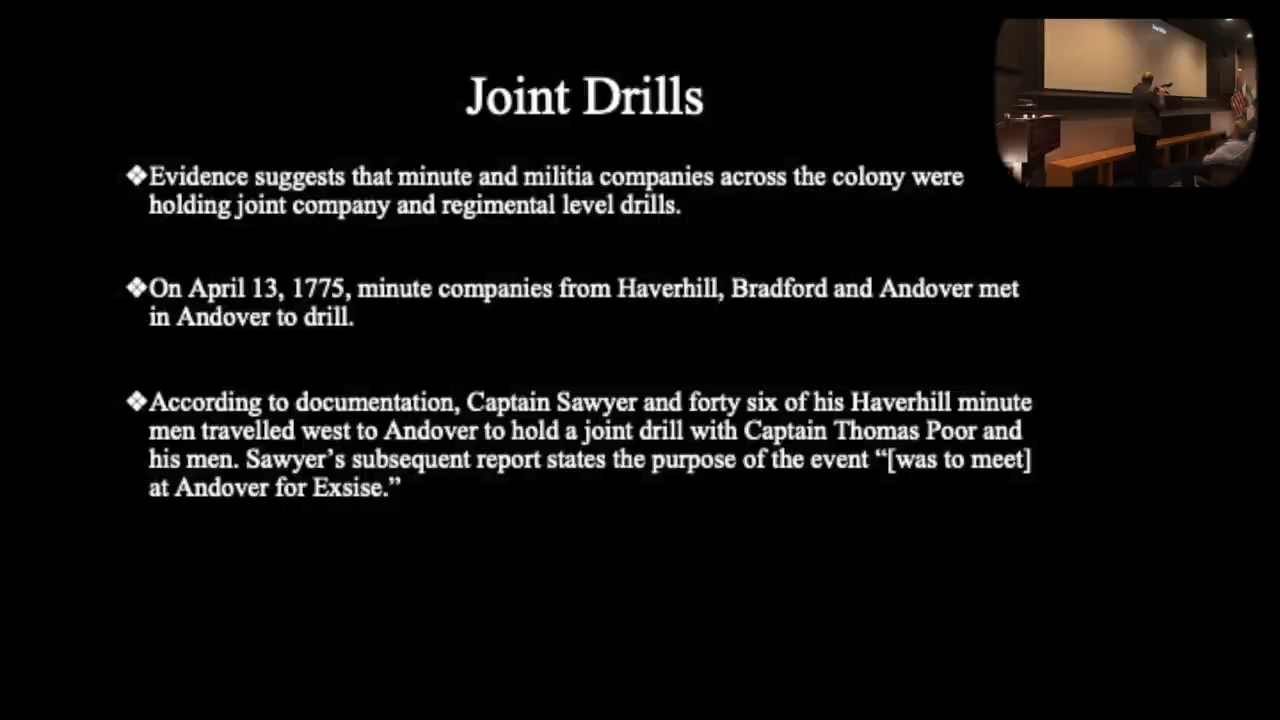 Joint Drills
❖Evidence suggests that minute and militia companies across the colony were
holding joint company and regimental level drills.
❖On April 13, 1775, minute companies from Haverhill, Bradford and Andover met
in Andover to drill.
❖According to documentation, Captain Sawyer and forty six of his Haverhill minute
men travelled west to Andover to hold a joint drill with Captain Thomas Poor and
his men. Sawyer’s subsequent report states the purpose of the event “[was to meet]
at Andover for Exsise.”